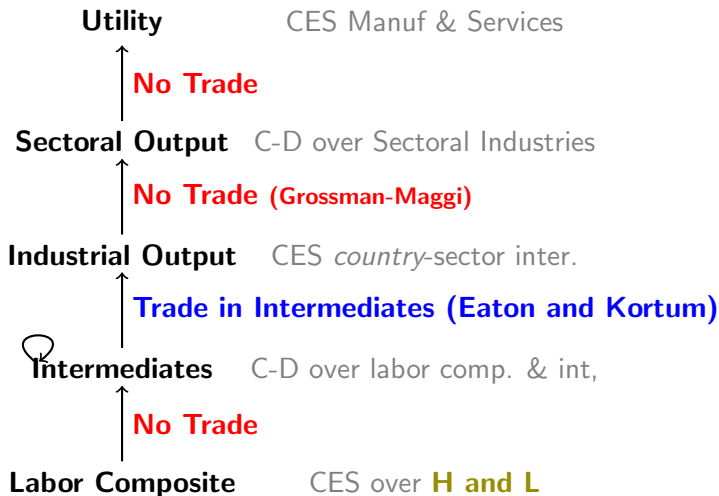 Utility CES Manuf & Services
No Trade
Sectoral Output C-D over Sectoral Industries
No Trade (Grossman-Maggi)
Industrial Output CES country-sector inter.
Trade in Intermediates (Eaton and Kortum)
Intermediates C-D over labor comp. & int,
No Trade
Labor Composite CES over H and L